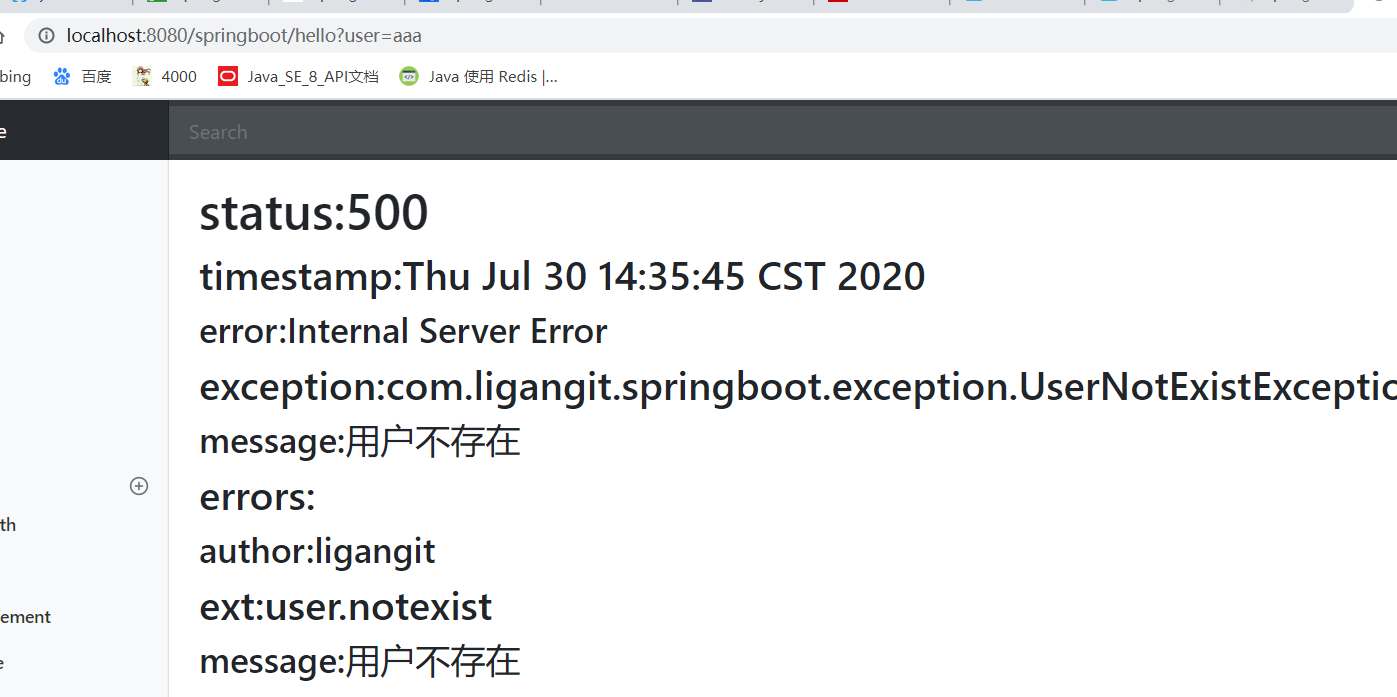 localhost:8080/springboot/hello?user=aaa
bing 百度 4000 Java_SE_8_API文档 Java 使用 Redis |...
Search
status:500
timestamp:Thu Jul 30 14:35:45 CST 2020
error:Internal Server Error
exception:com.ligangit.springboot.exception.UserNotExistExceptio
message:用户不存在
errors:
th
author:ligangit
ext:user.notexist
ement
message:用户不存在